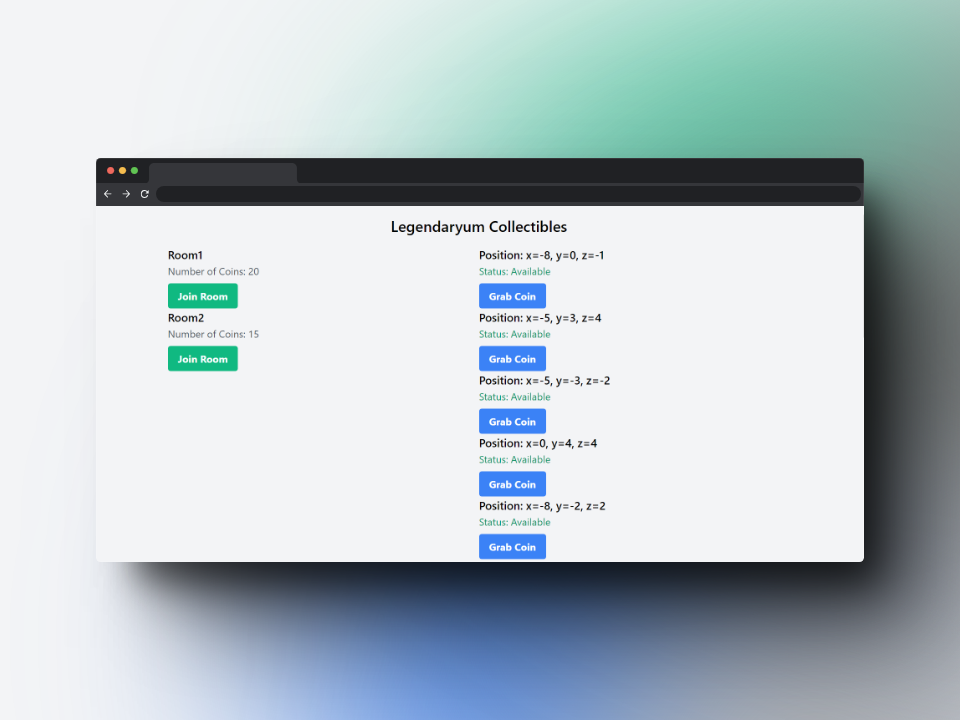 Legendaryum Collectibles
Room1
Number of Coins: 20
Join Room
Room2
Number of Coins: 15
Join Room
Position: x=-8, y=0, z=-1
Status: Available
Grab Coin
Position: x=-5, y=3, z=4
Status: Available
Grab Coin
Position: x=-5, y=-3, z=-2
Status: Available
Grab Coin
Position: x=0, y=4, z=4
Status: Available
Grab Coin
Position: x=-8, y=-2, z=2
Status: Available
Grab Coin